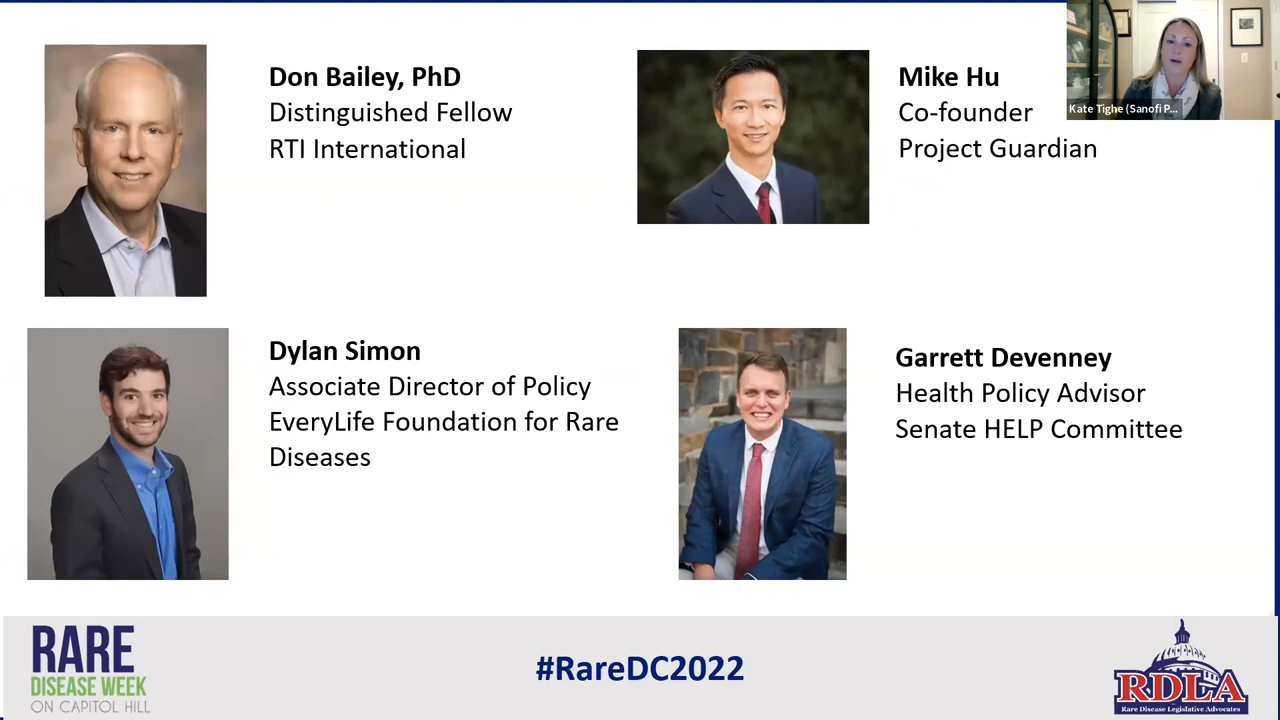 Don Bailey, PhD
Distinguished Fellow
RTI International
Mike Hu
Co-founder
Project Guardian
Kate Tighe (Sanofi P...
Dylan Simon
Associate Director of Policy
EveryLife Foundation for Rare
Diseases
Garrett Devenney
Health Policy Advisor
Senate HELP Committee
RARE
DISEASE WEEK
ON CAPITOL HILL
#RareDC2022
RDLA
Rare Disease Legislative Advocates